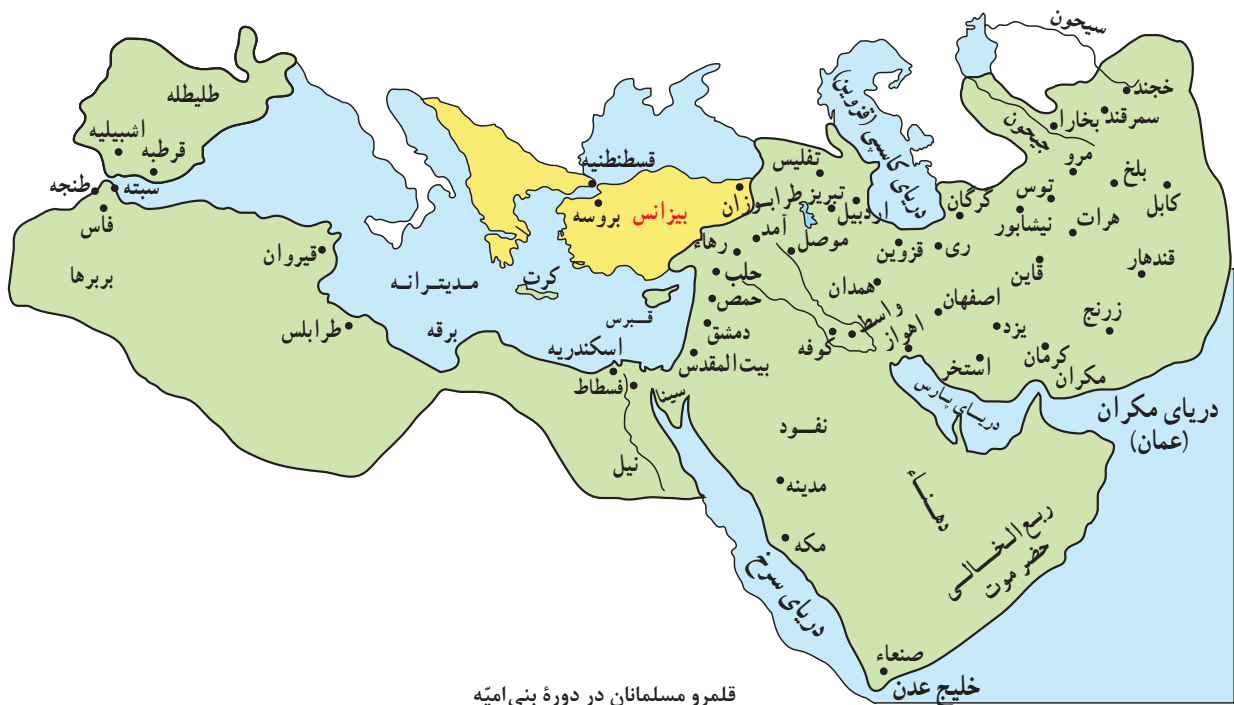 سیحون
خجند
سمرقند
بخارا
جیحون
مرو
بلخ
کابل
توس
نیشابور
هرات
قندهار
گرگان
ری
قاین
زرنج
دریای کاسپی (قزوین)
تفلیس
تبریز
اردبیل
طرابوزان
آمد
موصل
رهاء
قزوین
همدان
حلب
حمص
دمشق
بیت‌المقدس
واسط
کوفه
اهواز
اصفهان
یزد
کرمان
استخر
مکران
دریای مکران
(عمان)
دریای پارس
قسطنطنیه
بروسه
بیزانس
کرت
قبرس
مدیترانه
طلیطله
اشبیلیه
قرطبه
سبته
طنجه
فاس
بربرها
قیروان
طرابلس
برقه
اسکندریه
فسطاط
سینا
نیل
نفود
مدینه
مکه
دهناء
ربع الخالی
حضر موت
دریای سرخ
صنعاء
خلیج عدن
قلمرو مسلمانان در دورهٔ بنی‌امیّه